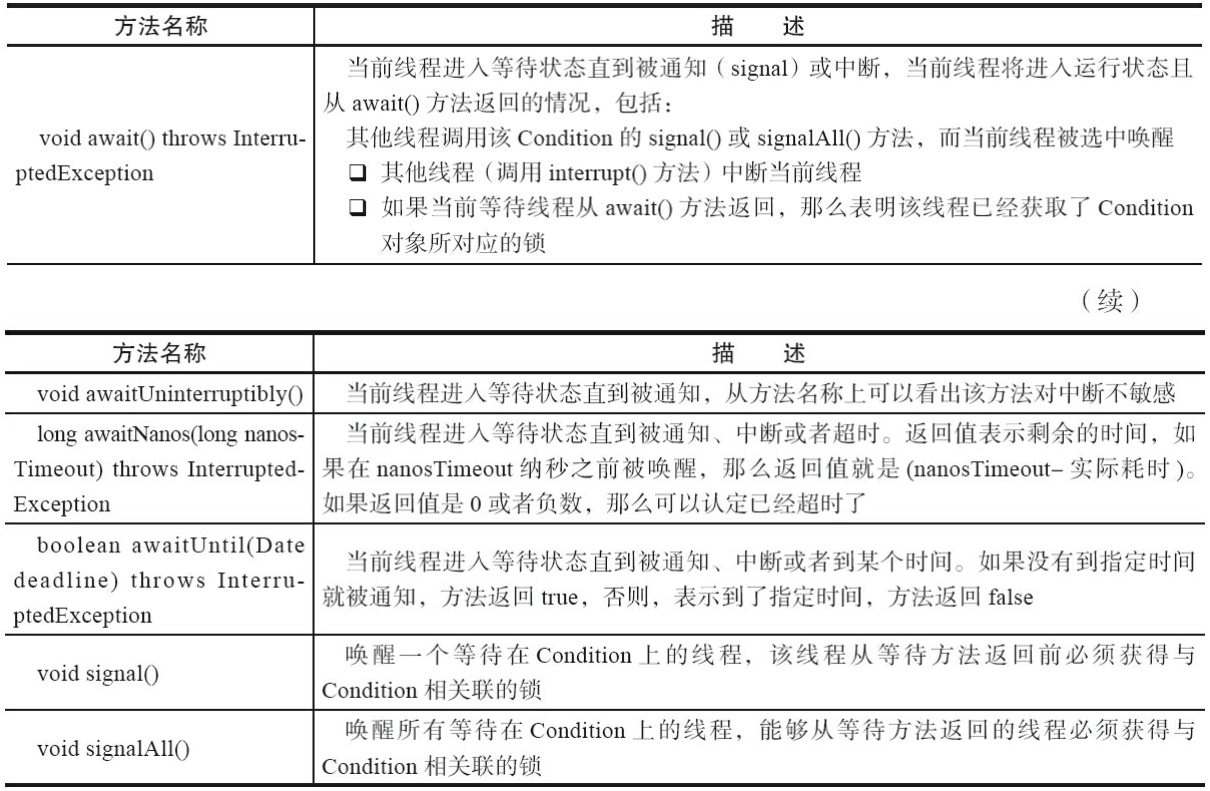 方法名称 描 述
当前线程进入等待状态直到被通知（signal）或中断，当前线程将进入运行状态且
从 await() 方法返回的情况，包括：
其他线程调用该 Condition 的 signal() 或 signalAll() 方法，而当前线程被选中唤醒
void await() throws Interru-
ptedException
❑ 其他线程（调用 interrupt() 方法）中断当前线程
❑ 如果当前等待线程从 await() 方法返回，那么表明该线程已经获取了 Condition
对象所对应的锁
（续）
方法名称 描 述
void awaitUninterruptibly() 当前线程进入等待状态直到被通知，从方法名称上可以看出该方法对中断不敏感
long awaitNanos(long nanos-
Timeout) throws Interrupted-
Exception
当前线程进入等待状态直到被通知、中断或者超时。返回值表示剩余的时间，如
果在 nanosTimeout 纳秒之前被唤醒，那么返回值就是 (nanosTimeout– 实际耗时 )。
如果返回值是 0 或者负数，那么可以认定已经超时了
boolean awaitUntil(Date
deadline) throws Interru-
ptedException
当前线程进入等待状态直到被通知、中断或者到某个时间。如果没有到指定时间
就被通知，方法返回 true，否则，表示到了指定时间，方法返回 false
void signal()
唤醒一个等待在 Condition 上的线程，该线程从等待方法返回前必须获得与
Condition 相关联的锁
void signalAll()
唤醒所有等待在 Condition 上的线程，能够从等待方法返回的线程必须获得与
Condition 相关联的锁